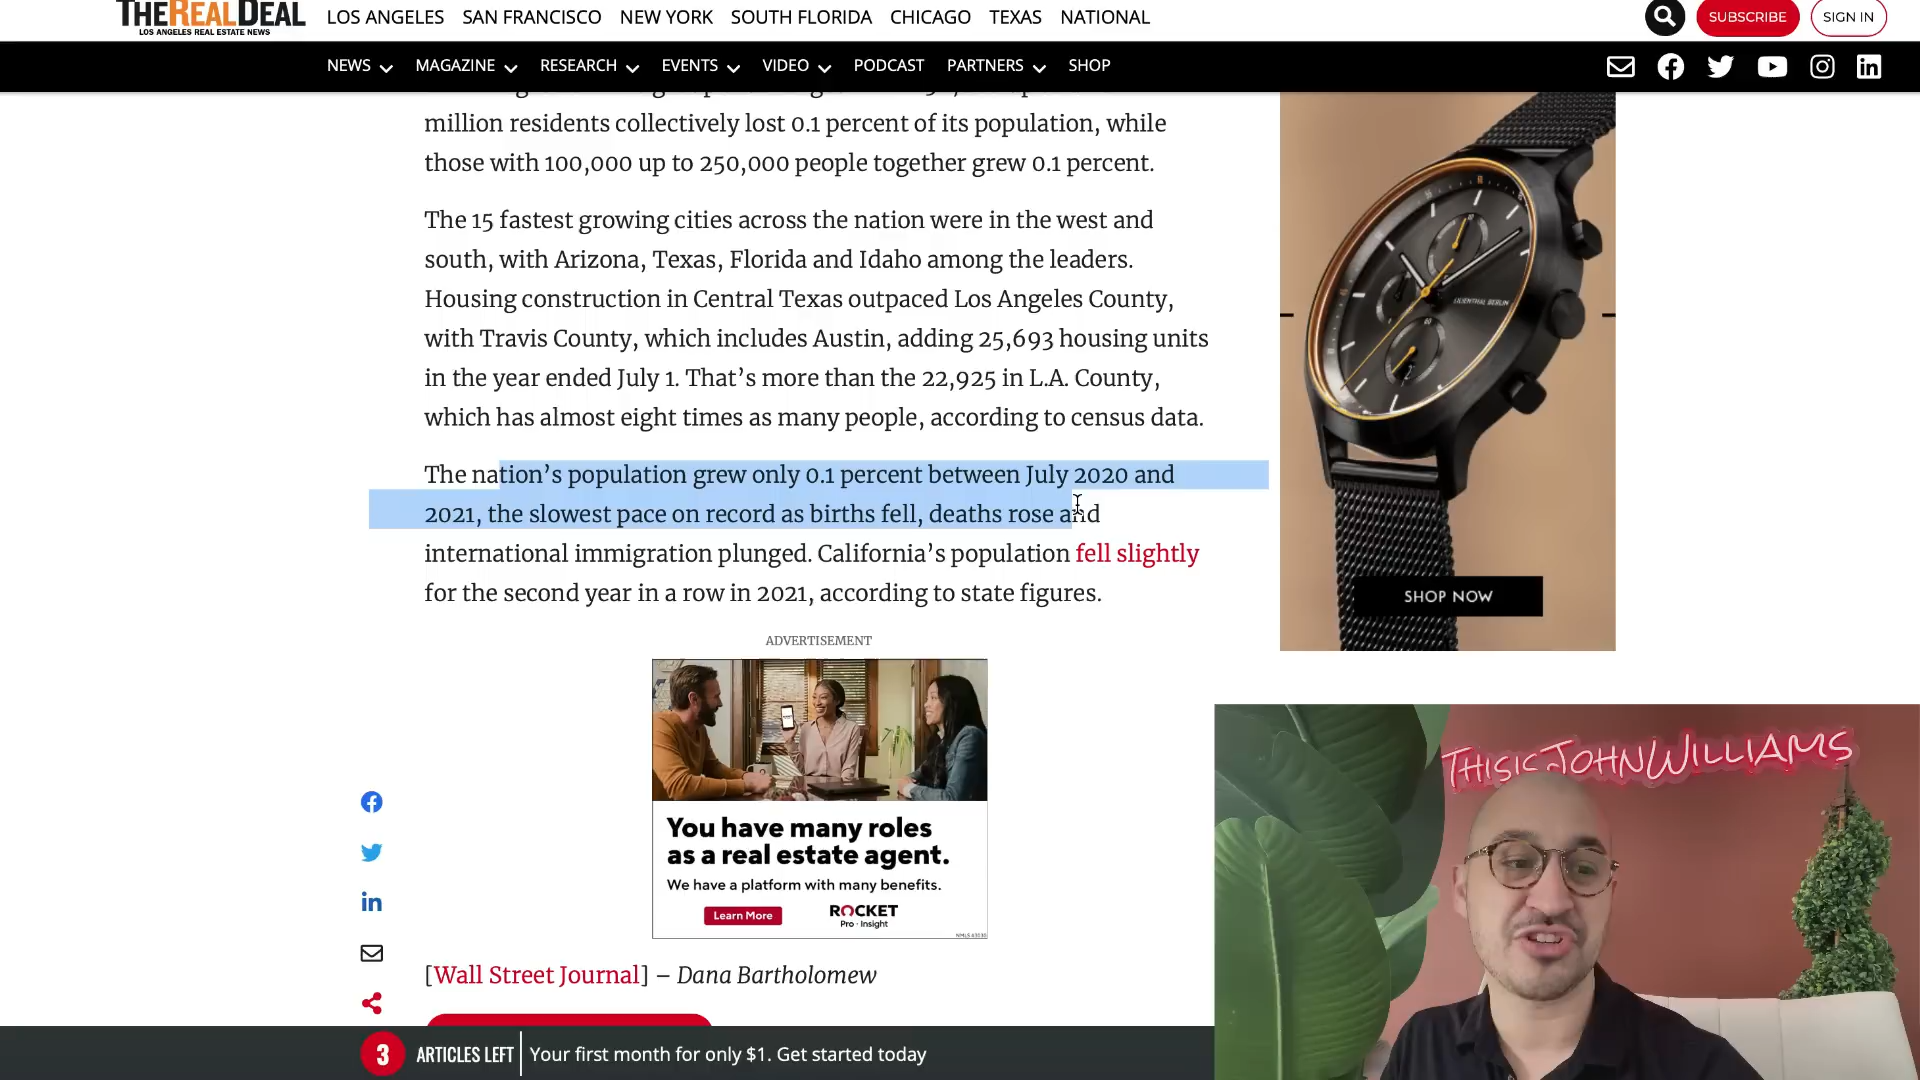 THEREALDEAL
LOS ANGELES REAL ESTATE NEWS
LOS ANGELES SAN FRANCISCO NEW YORK SOUTH FLORIDA CHICAGO TEXAS NATIONAL
SUBSCRIBE
SIGN IN
NEWS MAGAZINE RESEARCH EVENTS VIDEO PODCAST PARTNERS SHOP
million residents collectively lost 0.1 percent of its population, while
those with 100,000 up to 250,000 people together grew 0.1 percent.
The 15 fastest growing cities across the nation were in the west and
south, with Arizona, Texas, Florida and Idaho among the leaders.
Housing construction in Central Texas outpaced Los Angeles County,
with Travis County, which includes Austin, adding 25,693 housing units
in the year ended July 1. That’s more than the 22,925 in L.A. County,
which has almost eight times as many people, according to census data.
The nation’s population grew only 0.1 percent between July 2020 and
2021, the slowest pace on record as births fell, deaths rose and
international immigration plunged. California’s population fell slightly
for the second year in a row in 2021, according to state figures.
LILIENTHAL BERLIN
SHOP NOW
ADVERTISEMENT
You have many roles
as a real estate agent.
We have a platform with many benefits.
Learn More
ROCKET
Pro · Insight
[Wall Street Journal] – Dana Bartholomew
THISISJOHNWILLIAMS
3 ARTICLES LEFT Your first month for only $1. Get started today